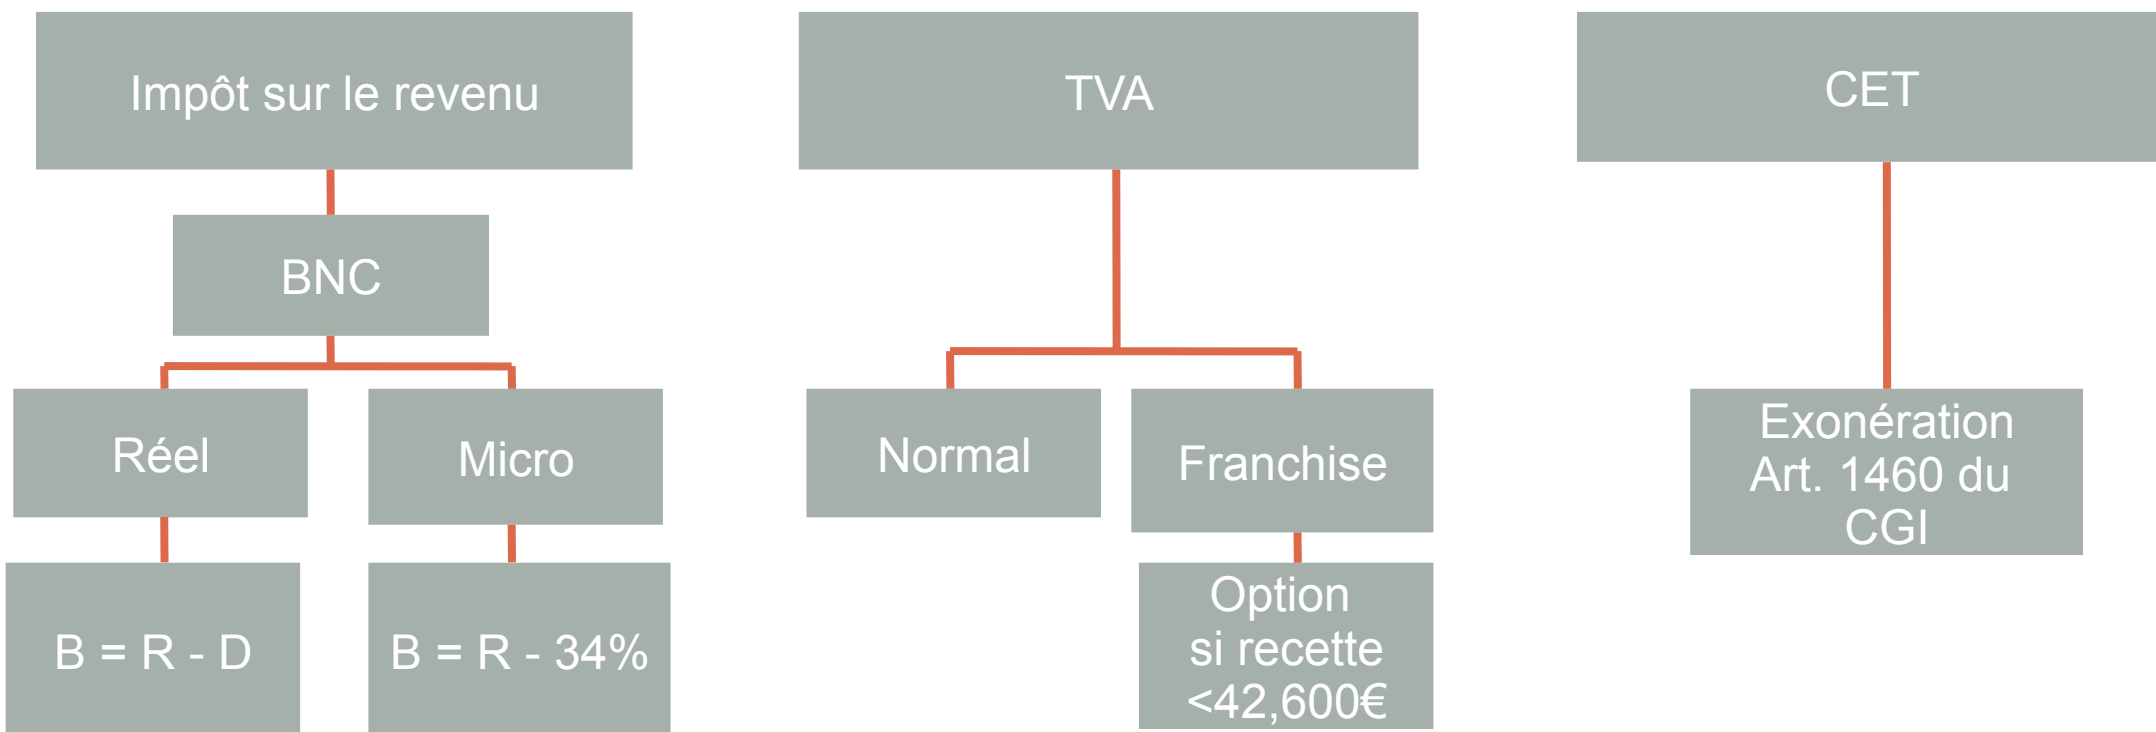 Impôt sur le revenu
BNC
Réel
Micro
B = R - D
B = R - 34%
TVA
Normal
Franchise
Option
si recette
<42,600€
CET
Exonération
Art. 1460 du
CGI